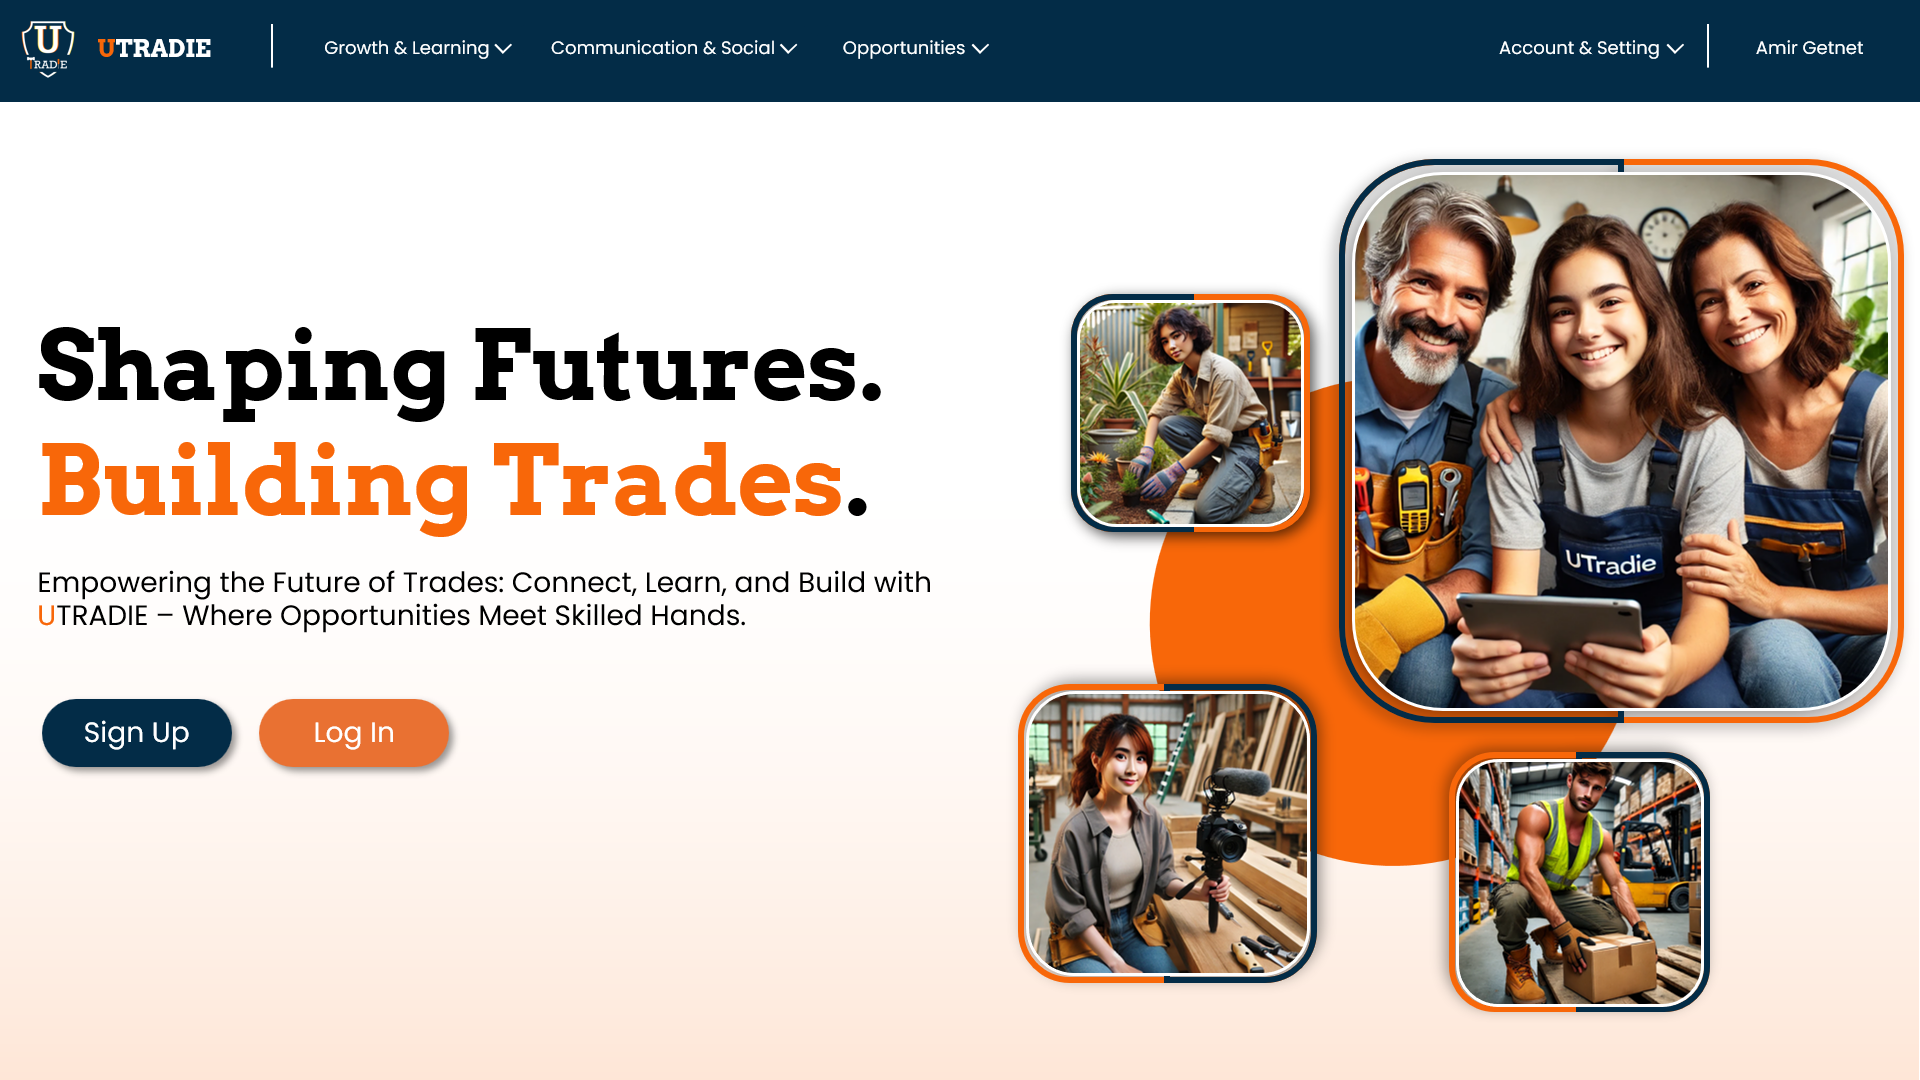 U
TRADIE
UTRADIE
Growth & Learning
Communication & Social
Opportunities
Account & Setting
Amir Getnet
Shaping Futures.
Building Trades.
Empowering the Future of Trades: Connect, Learn, and Build with
UTRADIE – Where Opportunities Meet Skilled Hands.
Sign Up
Log In
UTradie